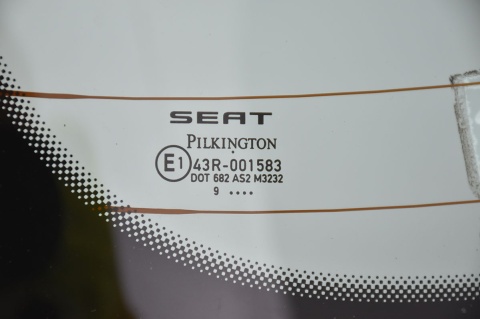 SEAT
PILKINGTON
E1 43R-001583
DOT 682 AS2 M3232
9 ••••